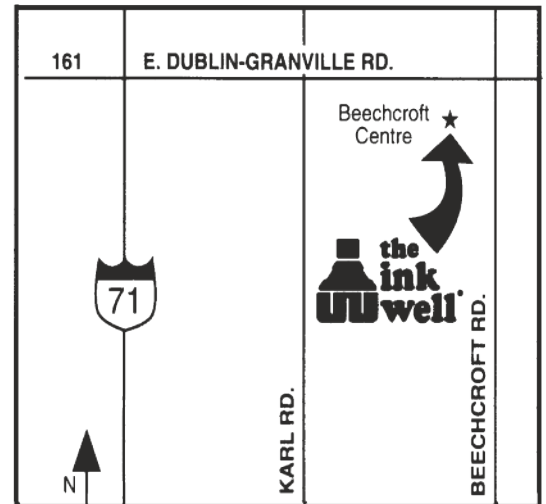 161 E. DUBLIN-GRANVILLE RD.
Beechcroft
Centre
the
ink
well®
71
KARL RD.
BEECHCROFT RD.
N